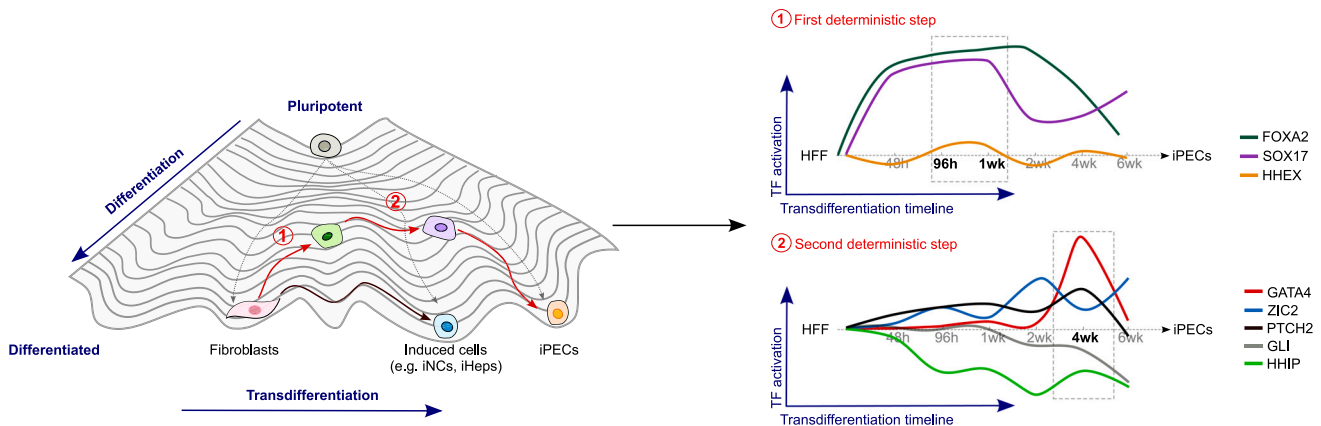 Pluripotent
Differentiation
1
2
Differentiated
Fibroblasts
Induced cells
(e.g. iNCs, iHeps)
iPECs
Transdifferentiation
1 First deterministic step
TF activation
HFF
48h
96h
1wk
2wk
4wk
6wk
iPECs
Transdifferentiation timeline
FOXA2
SOX17
HHEX
2 Second deterministic step
TF activation
HFF
48h
96h
1wk
2wk
4wk
6wk
iPECs
Transdifferentiation timeline
GATA4
ZIC2
PTCH2
GLI
HHIP